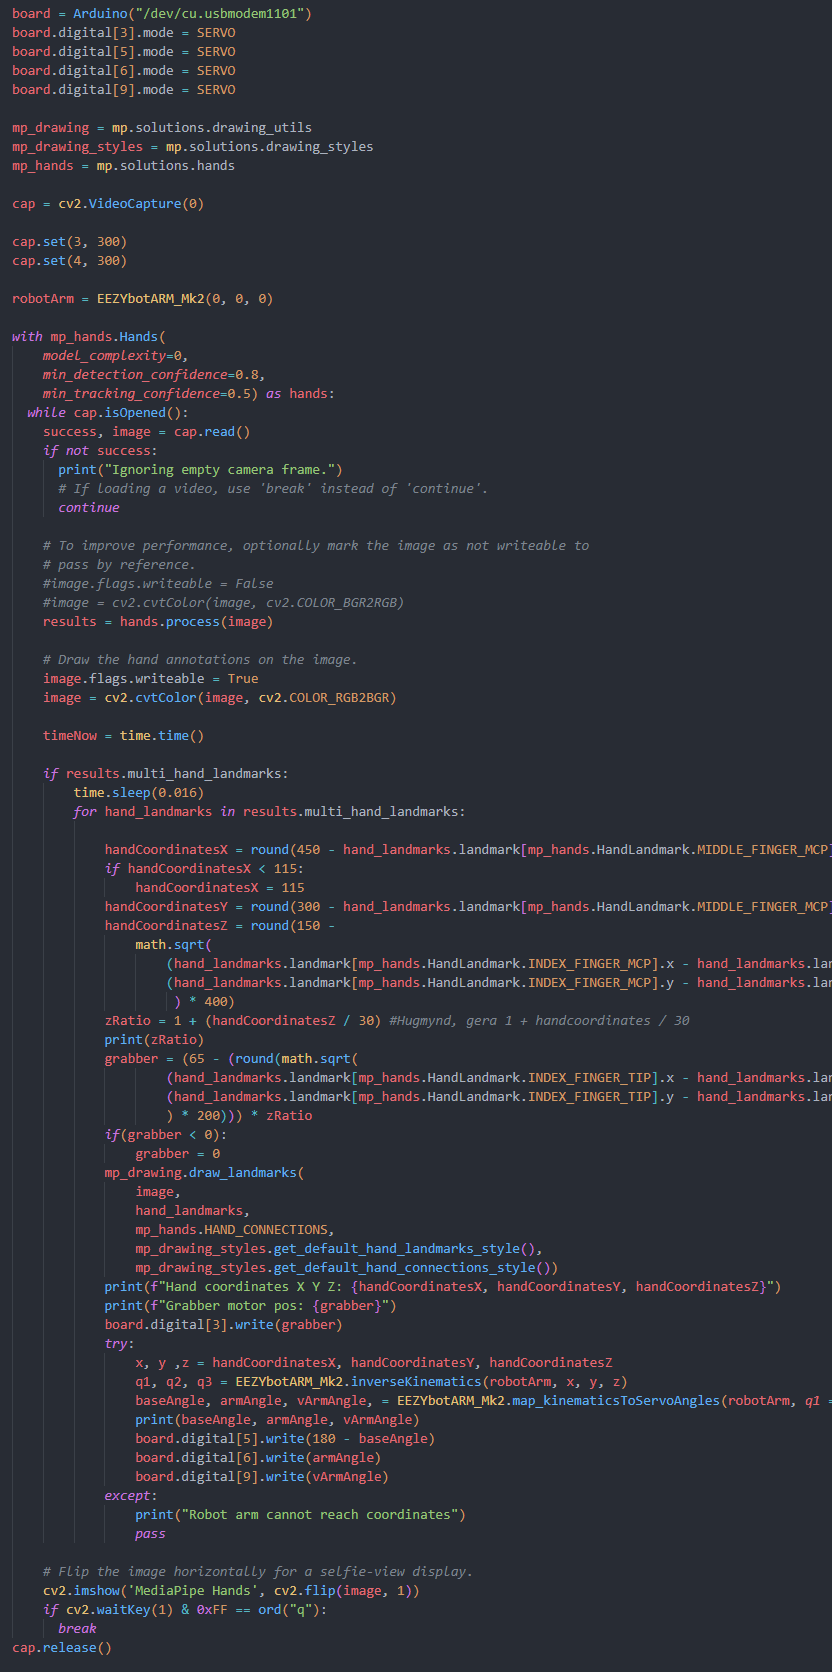 board = Arduino("/dev/cu.usbmodem1101")
board.digital[3].mode = SERVO
board.digital[5].mode = SERVO
board.digital[6].mode = SERVO
board.digital[9].mode = SERVO

mp_drawing = mp.solutions.drawing_utils
mp_drawing_styles = mp.solutions.drawing_styles
mp_hands = mp.solutions.hands

cap = cv2.VideoCapture(0)

cap.set(3, 300)
cap.set(4, 300)

robotArm = EEZYbotARM_Mk2(0, 0, 0)

with mp_hands.Hands(
    model_complexity=0,
    min_detection_confidence=0.8,
    min_tracking_confidence=0.5) as hands:
  while cap.isOpened():
    success, image = cap.read()
    if not success:
      print("Ignoring empty camera frame.")
      # If loading a video, use 'break' instead of 'continue'.
      continue

    # To improve performance, optionally mark the image as not writeable to
    # pass by reference.
    #image.flags.writeable = False
    #image = cv2.cvtColor(image, cv2.COLOR_BGR2RGB)
    results = hands.process(image)

    # Draw the hand annotations on the image.
    image.flags.writeable = True
    image = cv2.cvtColor(image, cv2.COLOR_RGB2BGR)

    timeNow = time.time()

    if results.multi_hand_landmarks:
        time.sleep(0.016)
        for hand_landmarks in results.multi_hand_landmarks:

            handCoordinatesX = round(450 - hand_landmarks.landmark[mp_hands.HandLandmark.MIDDLE_FINGER_MCP]
            if handCoordinatesX < 115:
                handCoordinatesX = 115
            handCoordinatesY = round(300 - hand_landmarks.landmark[mp_hands.HandLandmark.MIDDLE_FINGER_MCP]
            handCoordinatesZ = round(150 -
                math.sqrt(
                    (hand_landmarks.landmark[mp_hands.HandLandmark.INDEX_FINGER_MCP].x - hand_landmarks.lan
                    (hand_landmarks.landmark[mp_hands.HandLandmark.INDEX_FINGER_MCP].y - hand_landmarks.lan
                     ) * 400)
            zRatio = 1 + (handCoordinatesZ / 30) #Hugmynd, gera 1 + handcoordinates / 30
            print(zRatio)
            grabber = (65 - (round(math.sqrt(
                    (hand_landmarks.landmark[mp_hands.HandLandmark.INDEX_FINGER_TIP].x - hand_landmarks.lan
                    (hand_landmarks.landmark[mp_hands.HandLandmark.INDEX_FINGER_TIP].y - hand_landmarks.lan
                    ) * 200))) * zRatio
            if(grabber < 0):
                grabber = 0
            mp_drawing.draw_landmarks(
                image,
                hand_landmarks,
                mp_hands.HAND_CONNECTIONS,
                mp_drawing_styles.get_default_hand_landmarks_style(),
                mp_drawing_styles.get_default_hand_connections_style())
            print(f"Hand coordinates X Y Z: {handCoordinatesX, handCoordinatesY, handCoordinatesZ}")
            print(f"Grabber motor pos: {grabber}")
            board.digital[3].write(grabber)
            try:
                x, y ,z = handCoordinatesX, handCoordinatesY, handCoordinatesZ
                q1, q2, q3 = EEZYbotARM_Mk2.inverseKinematics(robotArm, x, y, z)
                baseAngle, armAngle, vArmAngle, = EEZYbotARM_Mk2.map_kinematicsToServoAngles(robotArm, q1 =
                print(baseAngle, armAngle, vArmAngle)
                board.digital[5].write(180 - baseAngle)
                board.digital[6].write(armAngle)
                board.digital[9].write(vArmAngle)
            except:
                print("Robot arm cannot reach coordinates")
                pass

    # Flip the image horizontally for a selfie-view display.
    cv2.imshow('MediaPipe Hands', cv2.flip(image, 1))
    if cv2.waitKey(1) & 0xFF == ord("q"):
      break
cap.release()